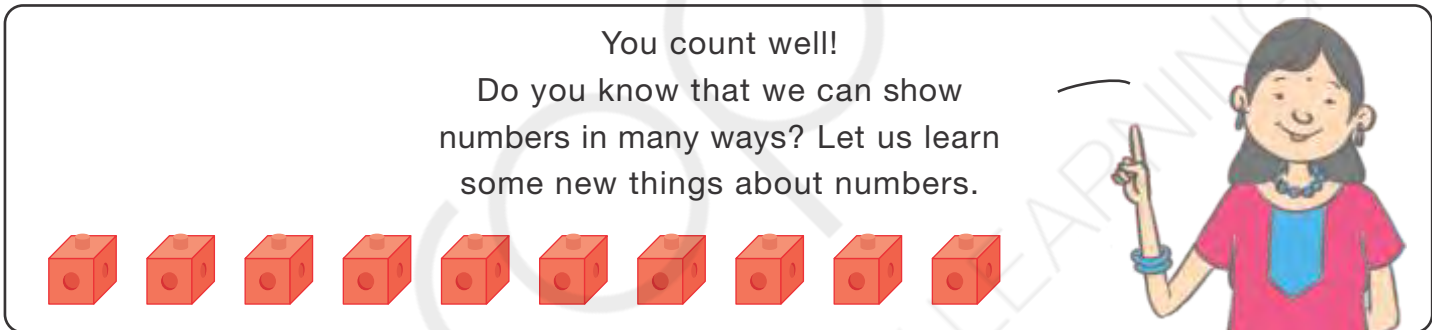 You count well!
Do you know that we can show
numbers in many ways? Let us learn
some new things about numbers.
LEARNING